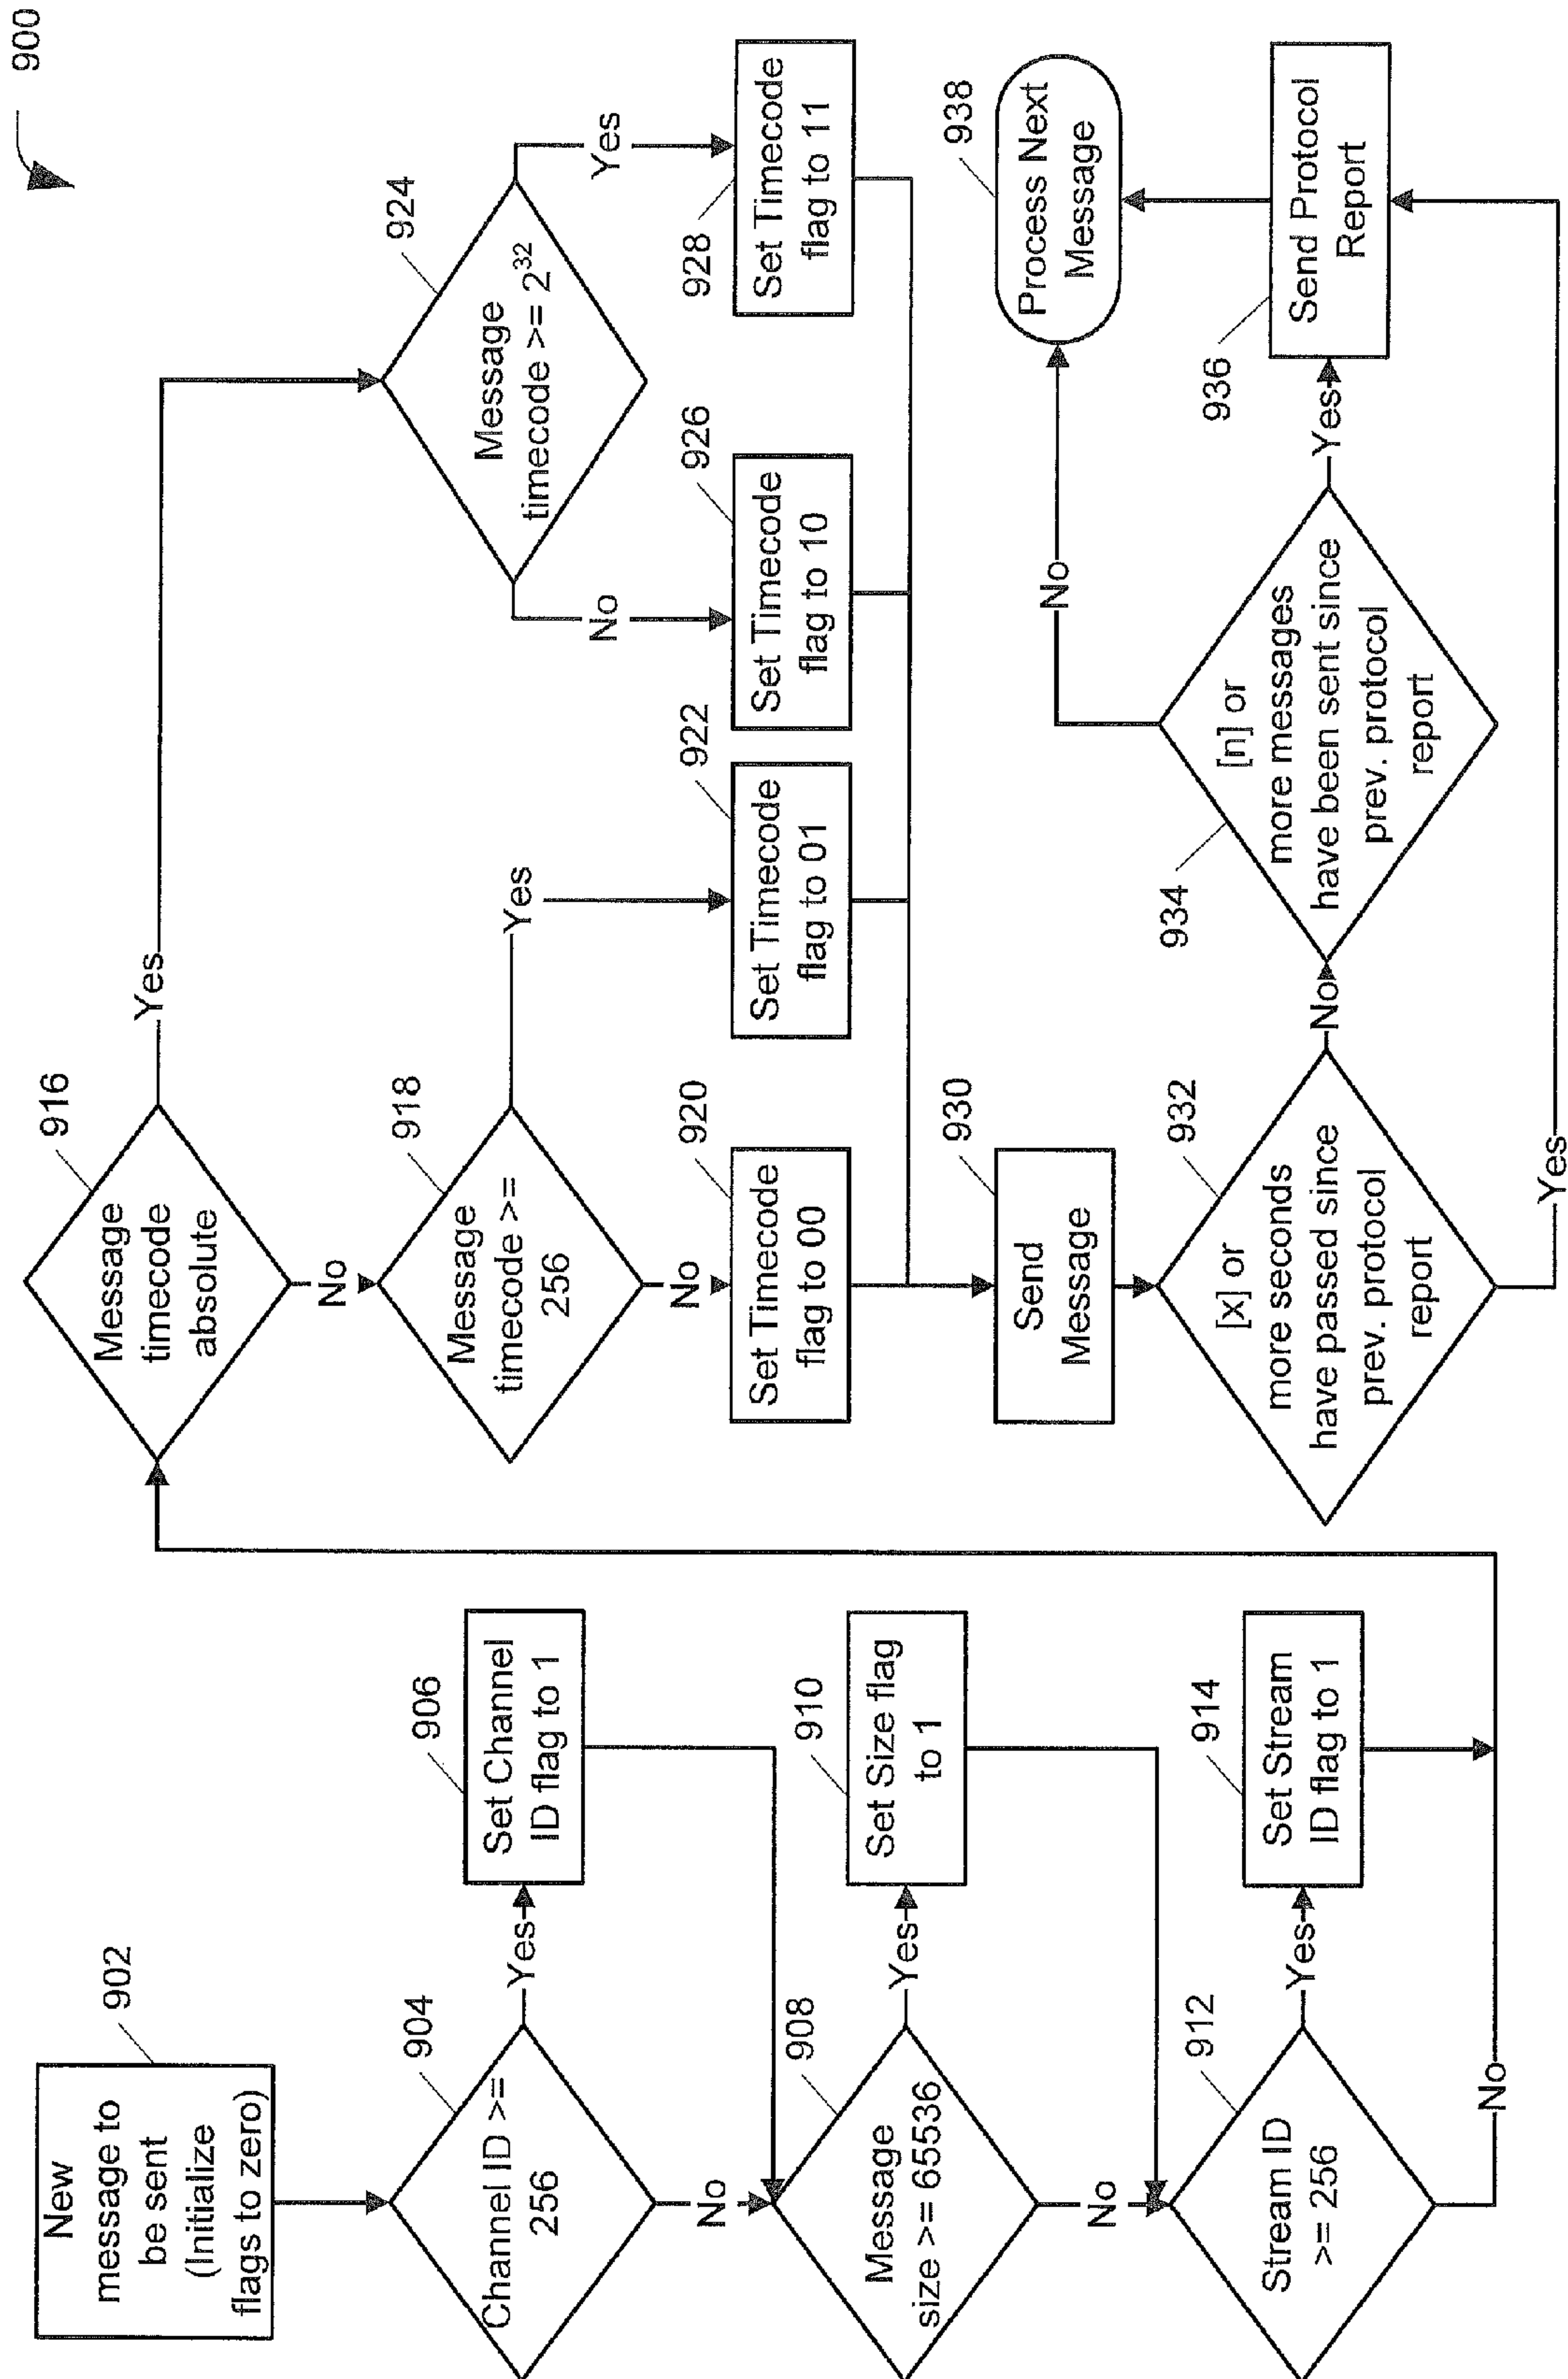 900
New
message to
be sent
(Initialize
flags to zero)
902
Channel ID >=
256
904
Yes
No
Set Channel
ID flag to 1
906
Message
size >= 65536
908
Yes
No
Set Size flag
to 1
910
Stream ID
>= 256
912
Yes
No
Set Stream
ID flag to 1
914
Message
timecode
absolute
916
Yes
No
Message
timecode >=
256
918
Yes
No
Set Timecode
flag to 00
920
Set Timecode
flag to 01
922
Message
timecode >= 2³²
924
No
Yes
Set Timecode
flag to 10
926
Set Timecode
flag to 11
928
Send
Message
930
[x] or
more seconds
have passed since
prev. protocol
report
932
No
Yes
[n] or
more messages
have been sent since
prev. protocol
report
934
No
Yes
Send Protocol
Report
936
Process Next
Message
938